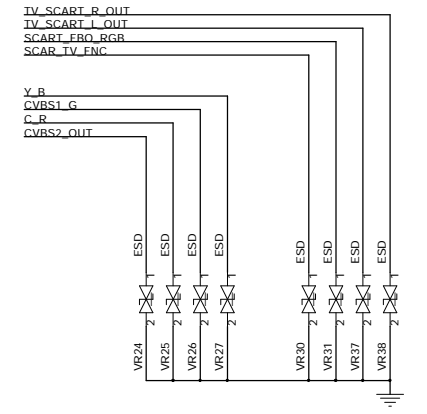 TV_SCART_R_OUT
TV_SCART_L_OUT
SCART_FBO_RGB
SCAR_TV_FNC
Y_B
CVBS1_G
C_R
CVBS2_OUT
ESD ESD ESD ESD ESD ESD ESD ESD
1 1 1 1 1 1 1 1
2 2 2 2 2 2 2 2
VR24 VR25 VR26 VR27 VR30 VR31 VR37 VR38